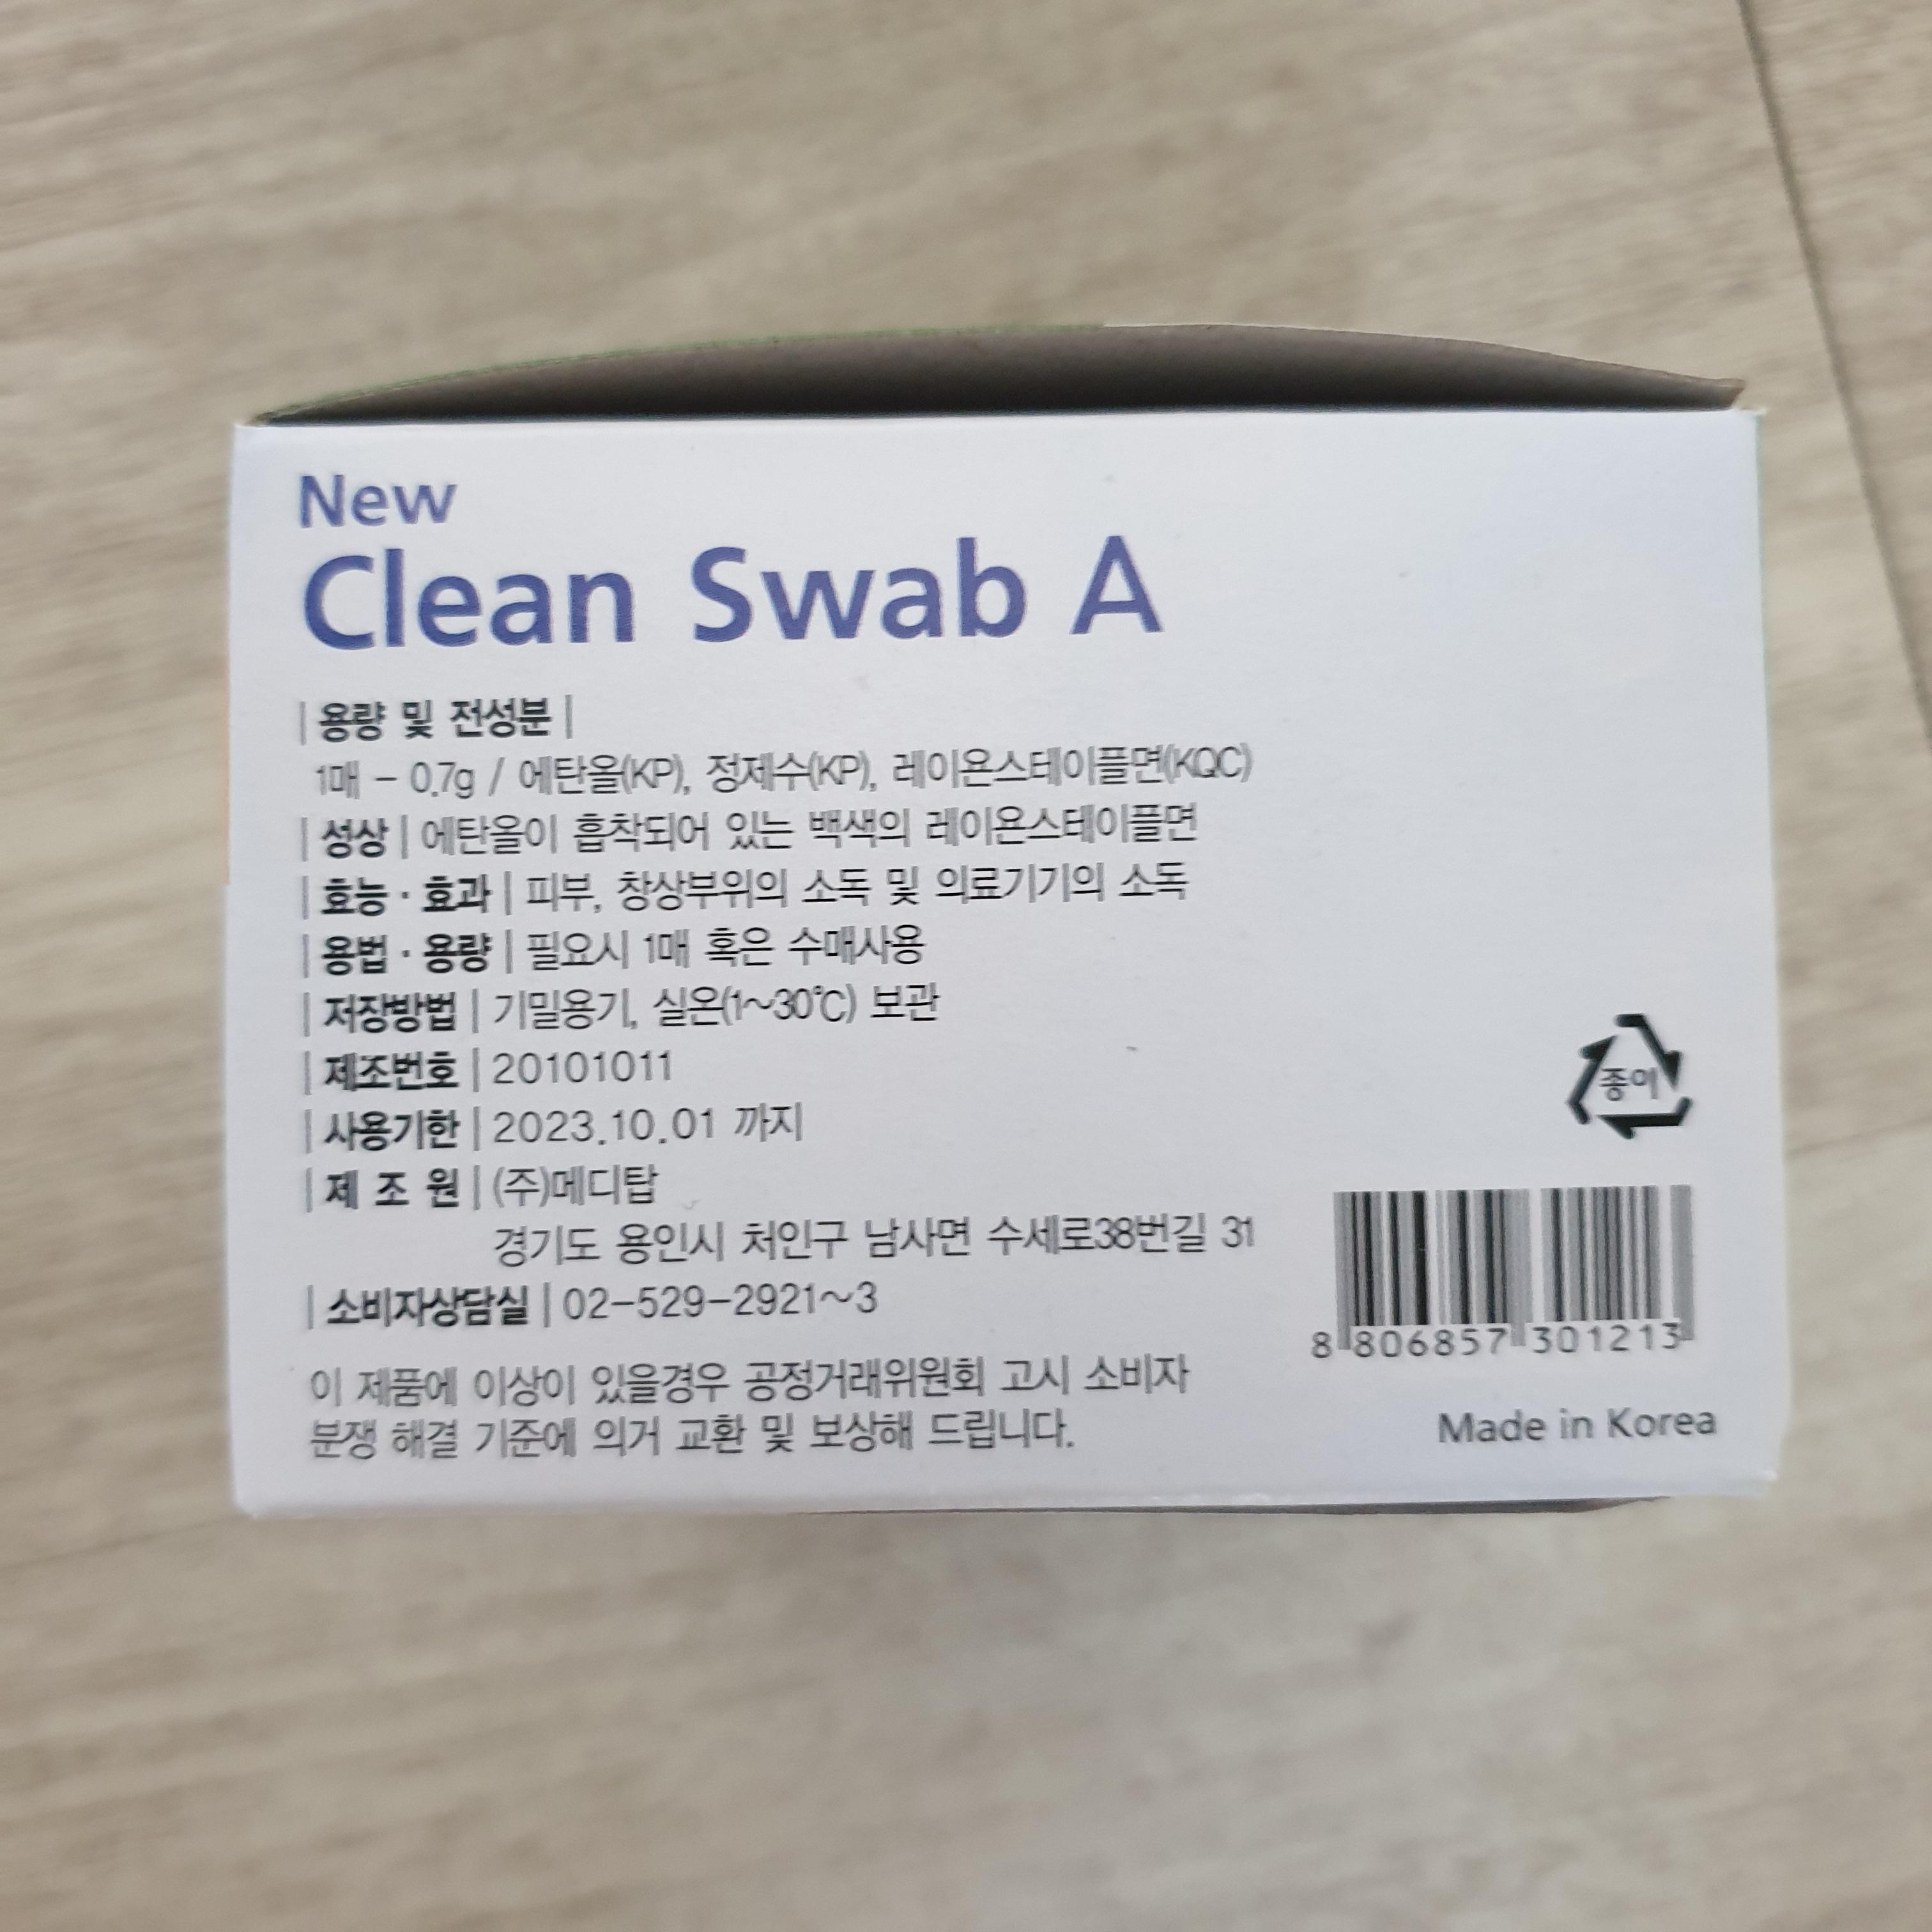 New
Clean Swab A
| 용량 및 전성분 |
1매 - 0.7g / 에탄올(KP), 정제수(KP), 레이온스테이플면(KQC)
| 성상 | 에탄올이 흡착되어 있는 백색의 레이온스테이플면
| 효능 · 효과 | 피부, 창상부위의 소독 및 의료기기의 소독
| 용법 · 용량 | 필요시 1매 혹은 수매사용
| 저장방법 | 기밀용기, 실온(1~30℃) 보관
| 제조번호 | 20101011
| 사용기한 | 2023.10.01 까지
| 제 조 원 | (주)메디탑
경기도 용인시 처인구 남사면 수세로38번길 31
| 소비자상담실 | 02-529-2921~3
이 제품에 이상이 있을경우 공정거래위원회 고시 소비자
분쟁 해결 기준에 의거 교환 및 보상해 드립니다.
종이
8 806857 301213
Made in Korea